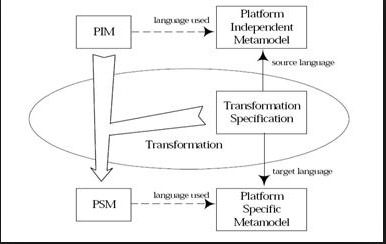 PIM
language used
Platform
Independent
Metamodel
source language
Transformation
Specification
Transformation
target language
PSM
language used
Platform
Specific
Metamodel